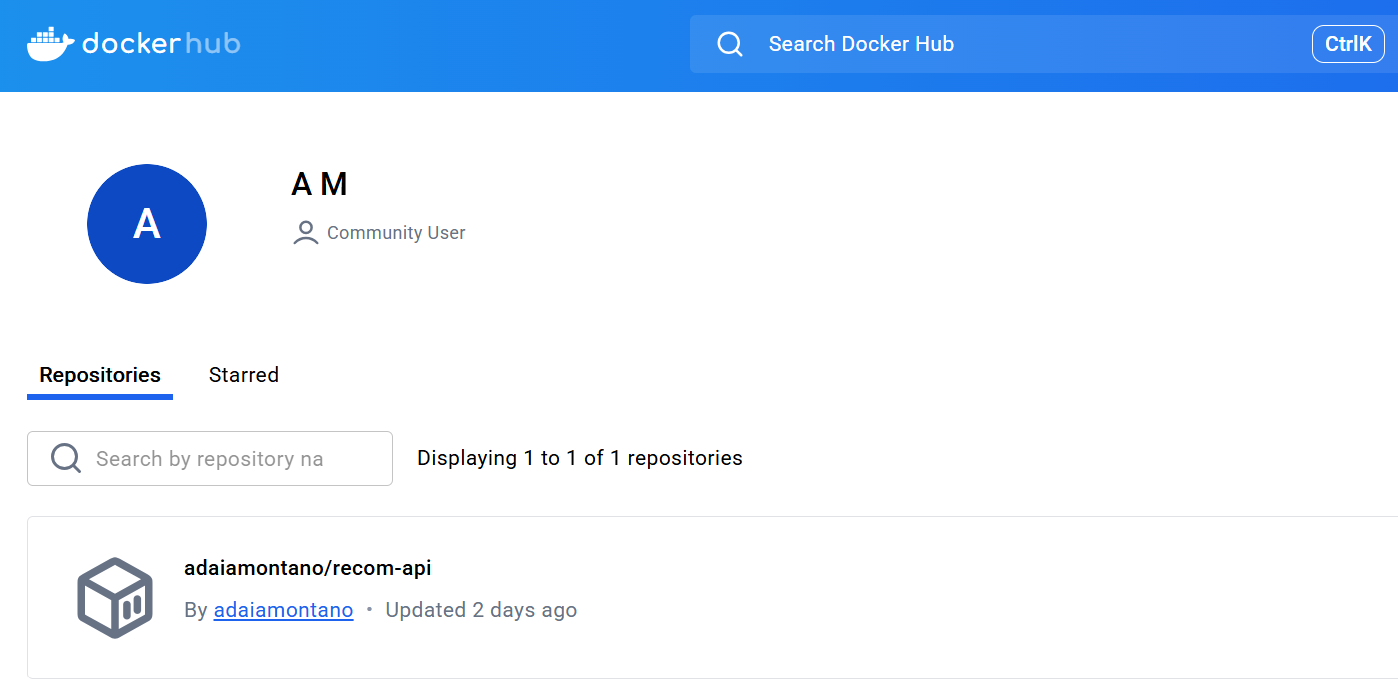 dockerhub
Search Docker Hub
CtrlK
A
A M
Community User
Repositories
Starred
Search by repository na
Displaying 1 to 1 of 1 repositories
adaiamontano/recom-api
By adaiamontano • Updated 2 days ago